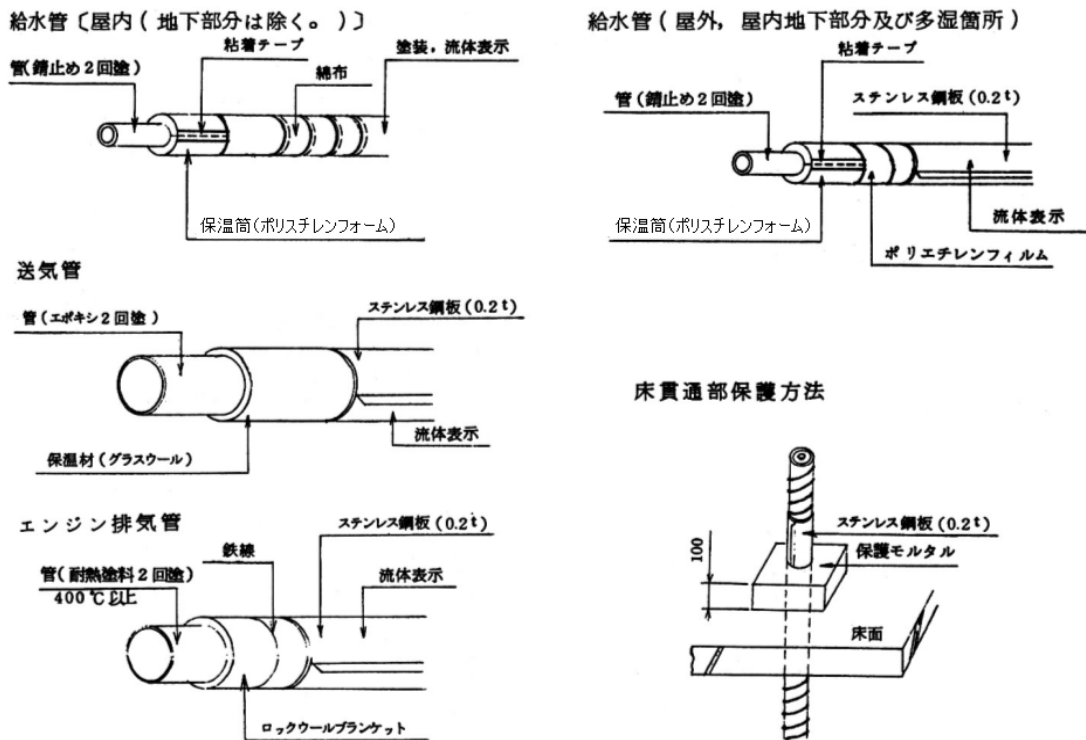 給水管〔屋内(地下部分は除く。)〕
粘着テープ
塗装,流体表示
管(錆止め2回塗)
綿布
保温筒(ポリスチレンフォーム)
給水管(屋外,屋内地下部分及び多湿箇所)
粘着テープ
管(錆止め2回塗)
ステンレス鋼板(0.2t)
保温筒(ポリスチレンフォーム)
流体表示
ポリエチレンフィルム
送気管
ステンレス鋼板(0.2t)
管(エポキシ2回塗)
流体表示
保温材(グラスウール)
エンジン排気管
ステンレス鋼板(0.2t)
鉄線
管(耐熱塗料2回塗)
400℃以上
流体表示
ロックウールブランケット
床貫通部保護方法
ステンレス鋼板(0.2t)
100
保護モルタル
床面